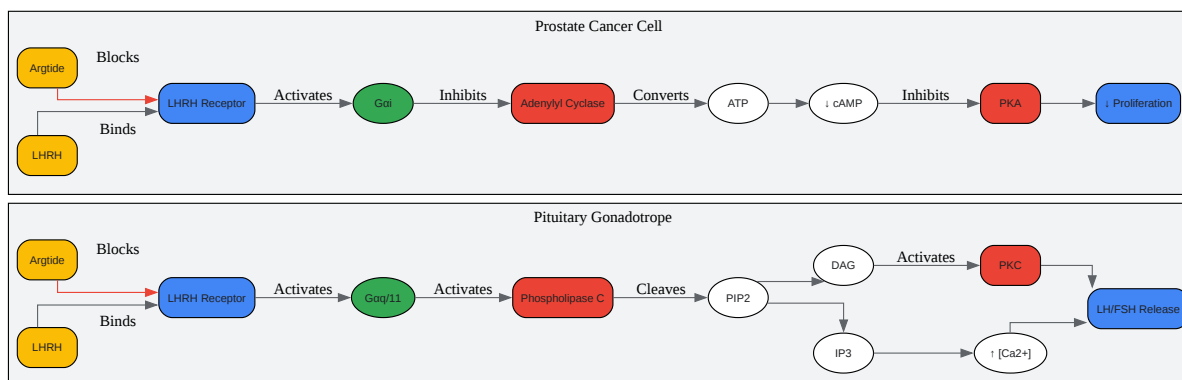 Prostate Cancer Cell
Argtide
Blocks
LHRH Receptor
Activates
Gαi
Inhibits
Adenylyl Cyclase
Converts
ATP
↓ cAMP
Inhibits
PKA
↓ Proliferation
Binds
LHRH
Pituitary Gonadotrope
Argtide
Blocks
LHRH Receptor
Activates
Gαq/11
Activates
Phospholipase C
Cleaves
PIP2
DAG
Activates
PKC
LH/FSH Release
Binds
LHRH
IP3
↑ [Ca2+]